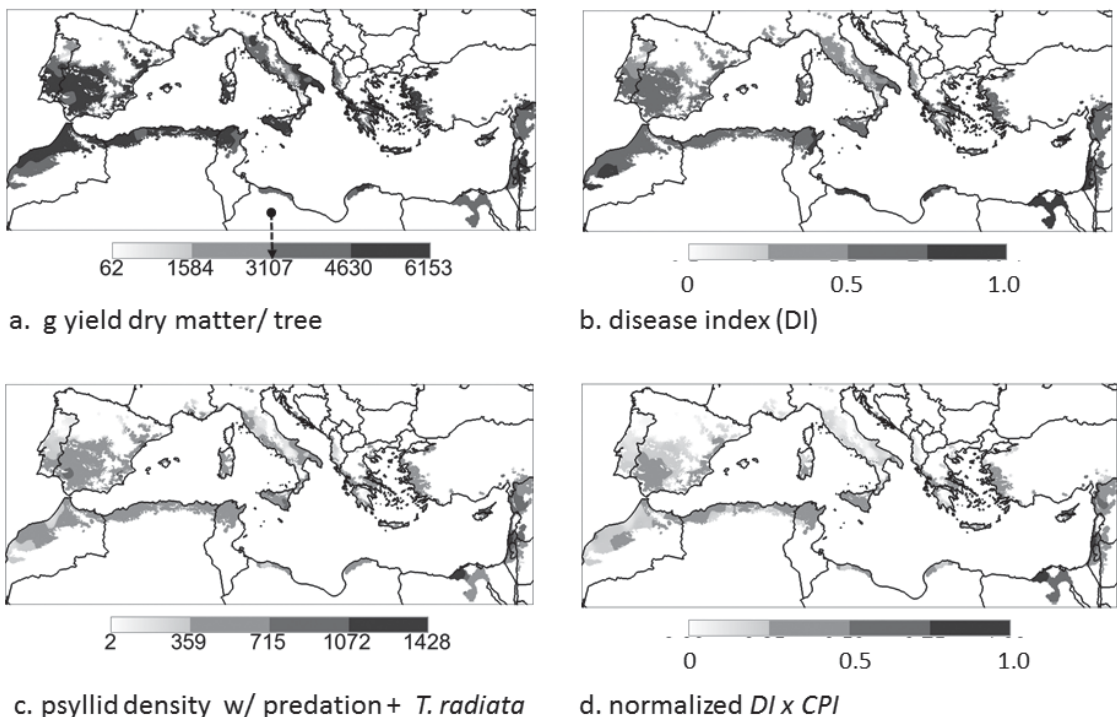 62 1584 3107 4630 6153
0 0.5 1.0
a. g yield dry matter/ tree
b. disease index (DI)
2 359 715 1072 1428
0 0.5 1.0
c. psyllid density w/ predation + T. radiata
d. normalized DI x CPI